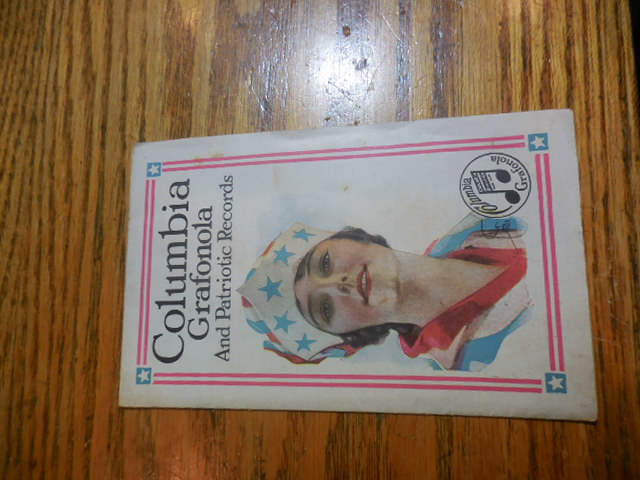 Columbia
Grafonola
And Patriotic Records
Columbia
Grafonola